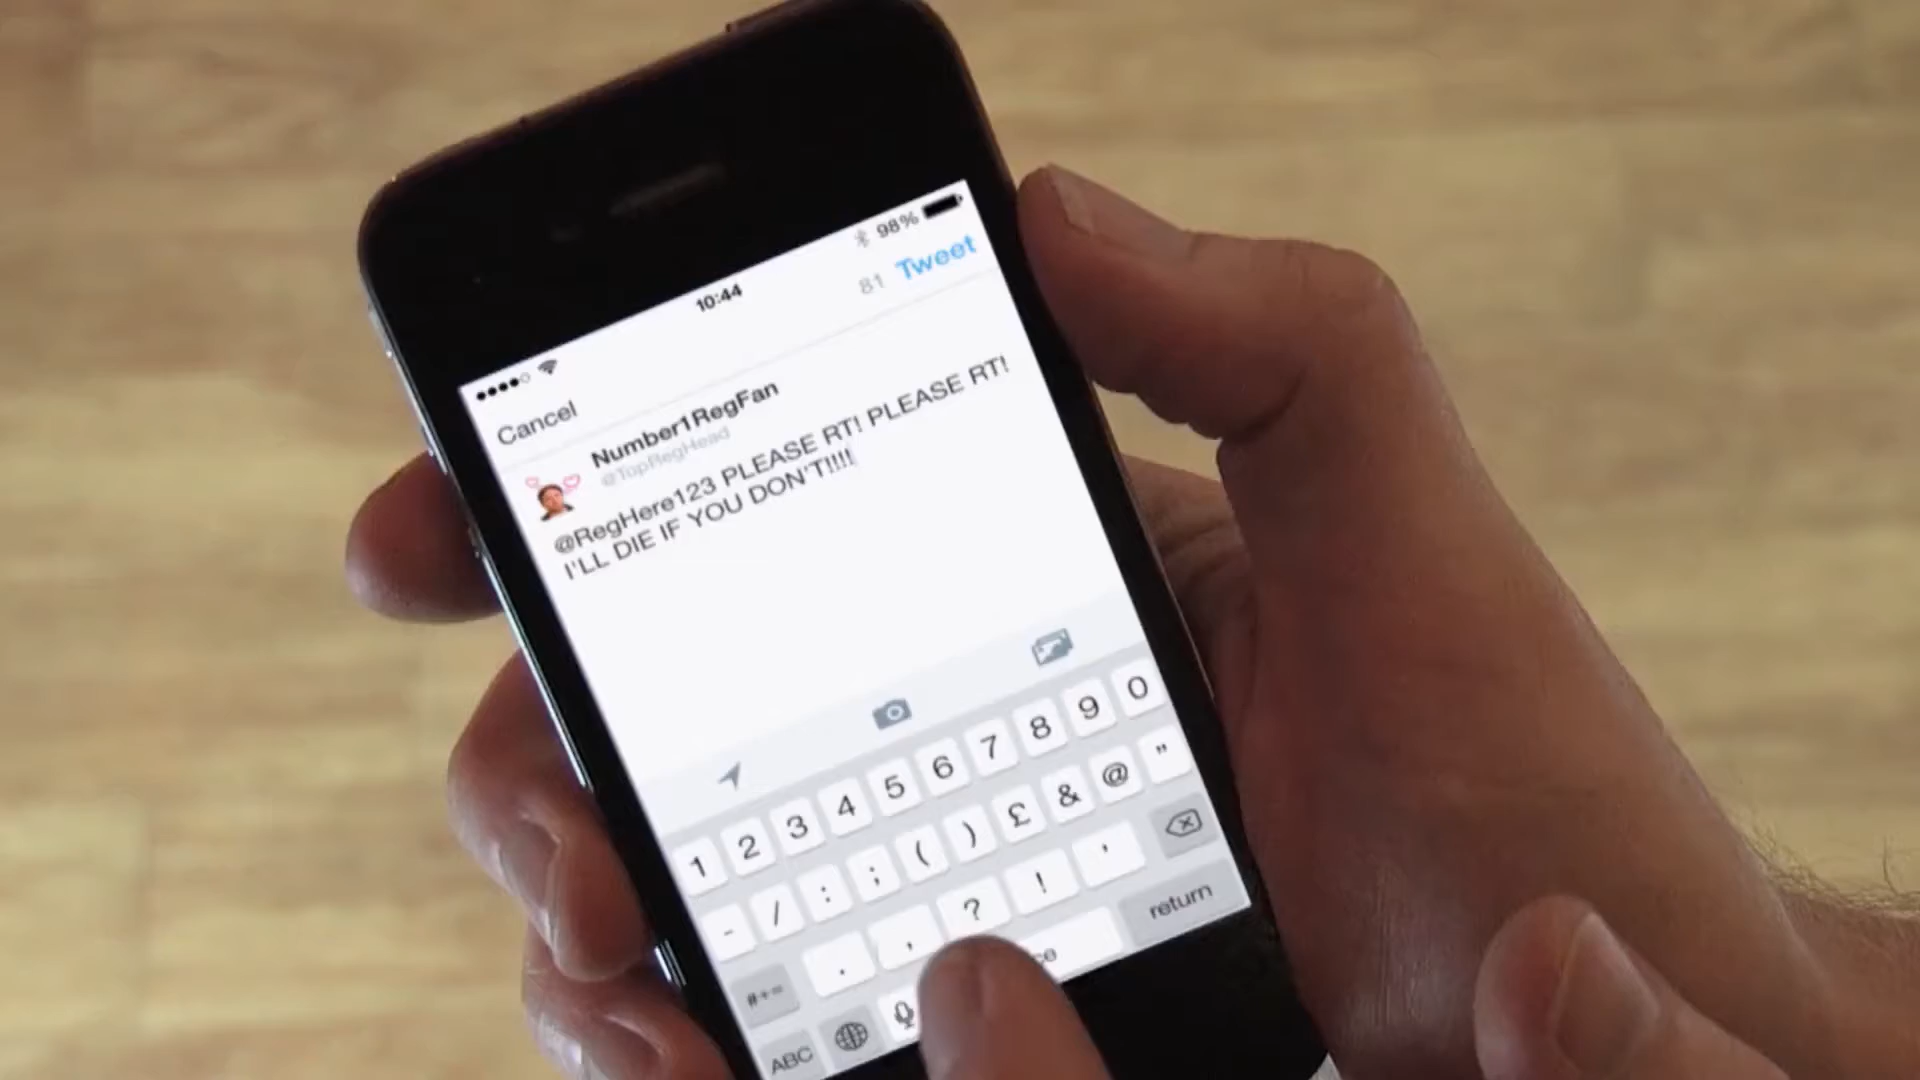 98%
10:44
81 Tweet
Cancel
Number1RegFan
@TopRegHead
@RegHere123 PLEASE RT! PLEASE RT!
I'LL DIE IF YOU DON'T!!!!
1 2 3 4 5 6 7 8 9 0
- / : ; ( ) £ & @ "
#+= . , ? ! '
ABC return